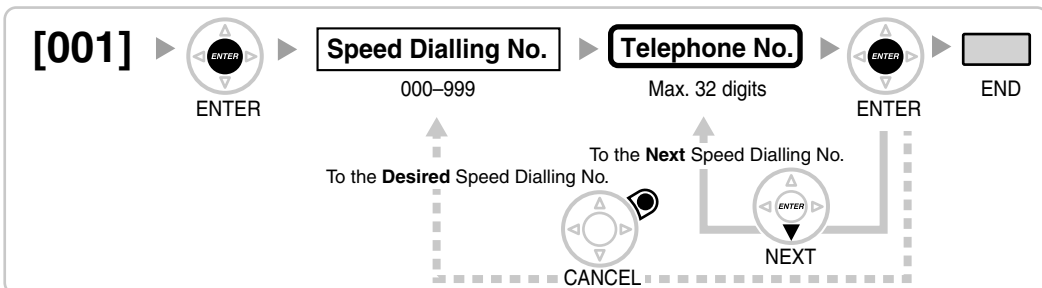 [001] ENTER Speed Dialling No. Telephone No. ENTER
ENTER 000–999 Max. 32 digits ENTER END
To the Next Speed Dialling No.
To the Desired Speed Dialling No.
ENTER
NEXT
CANCEL